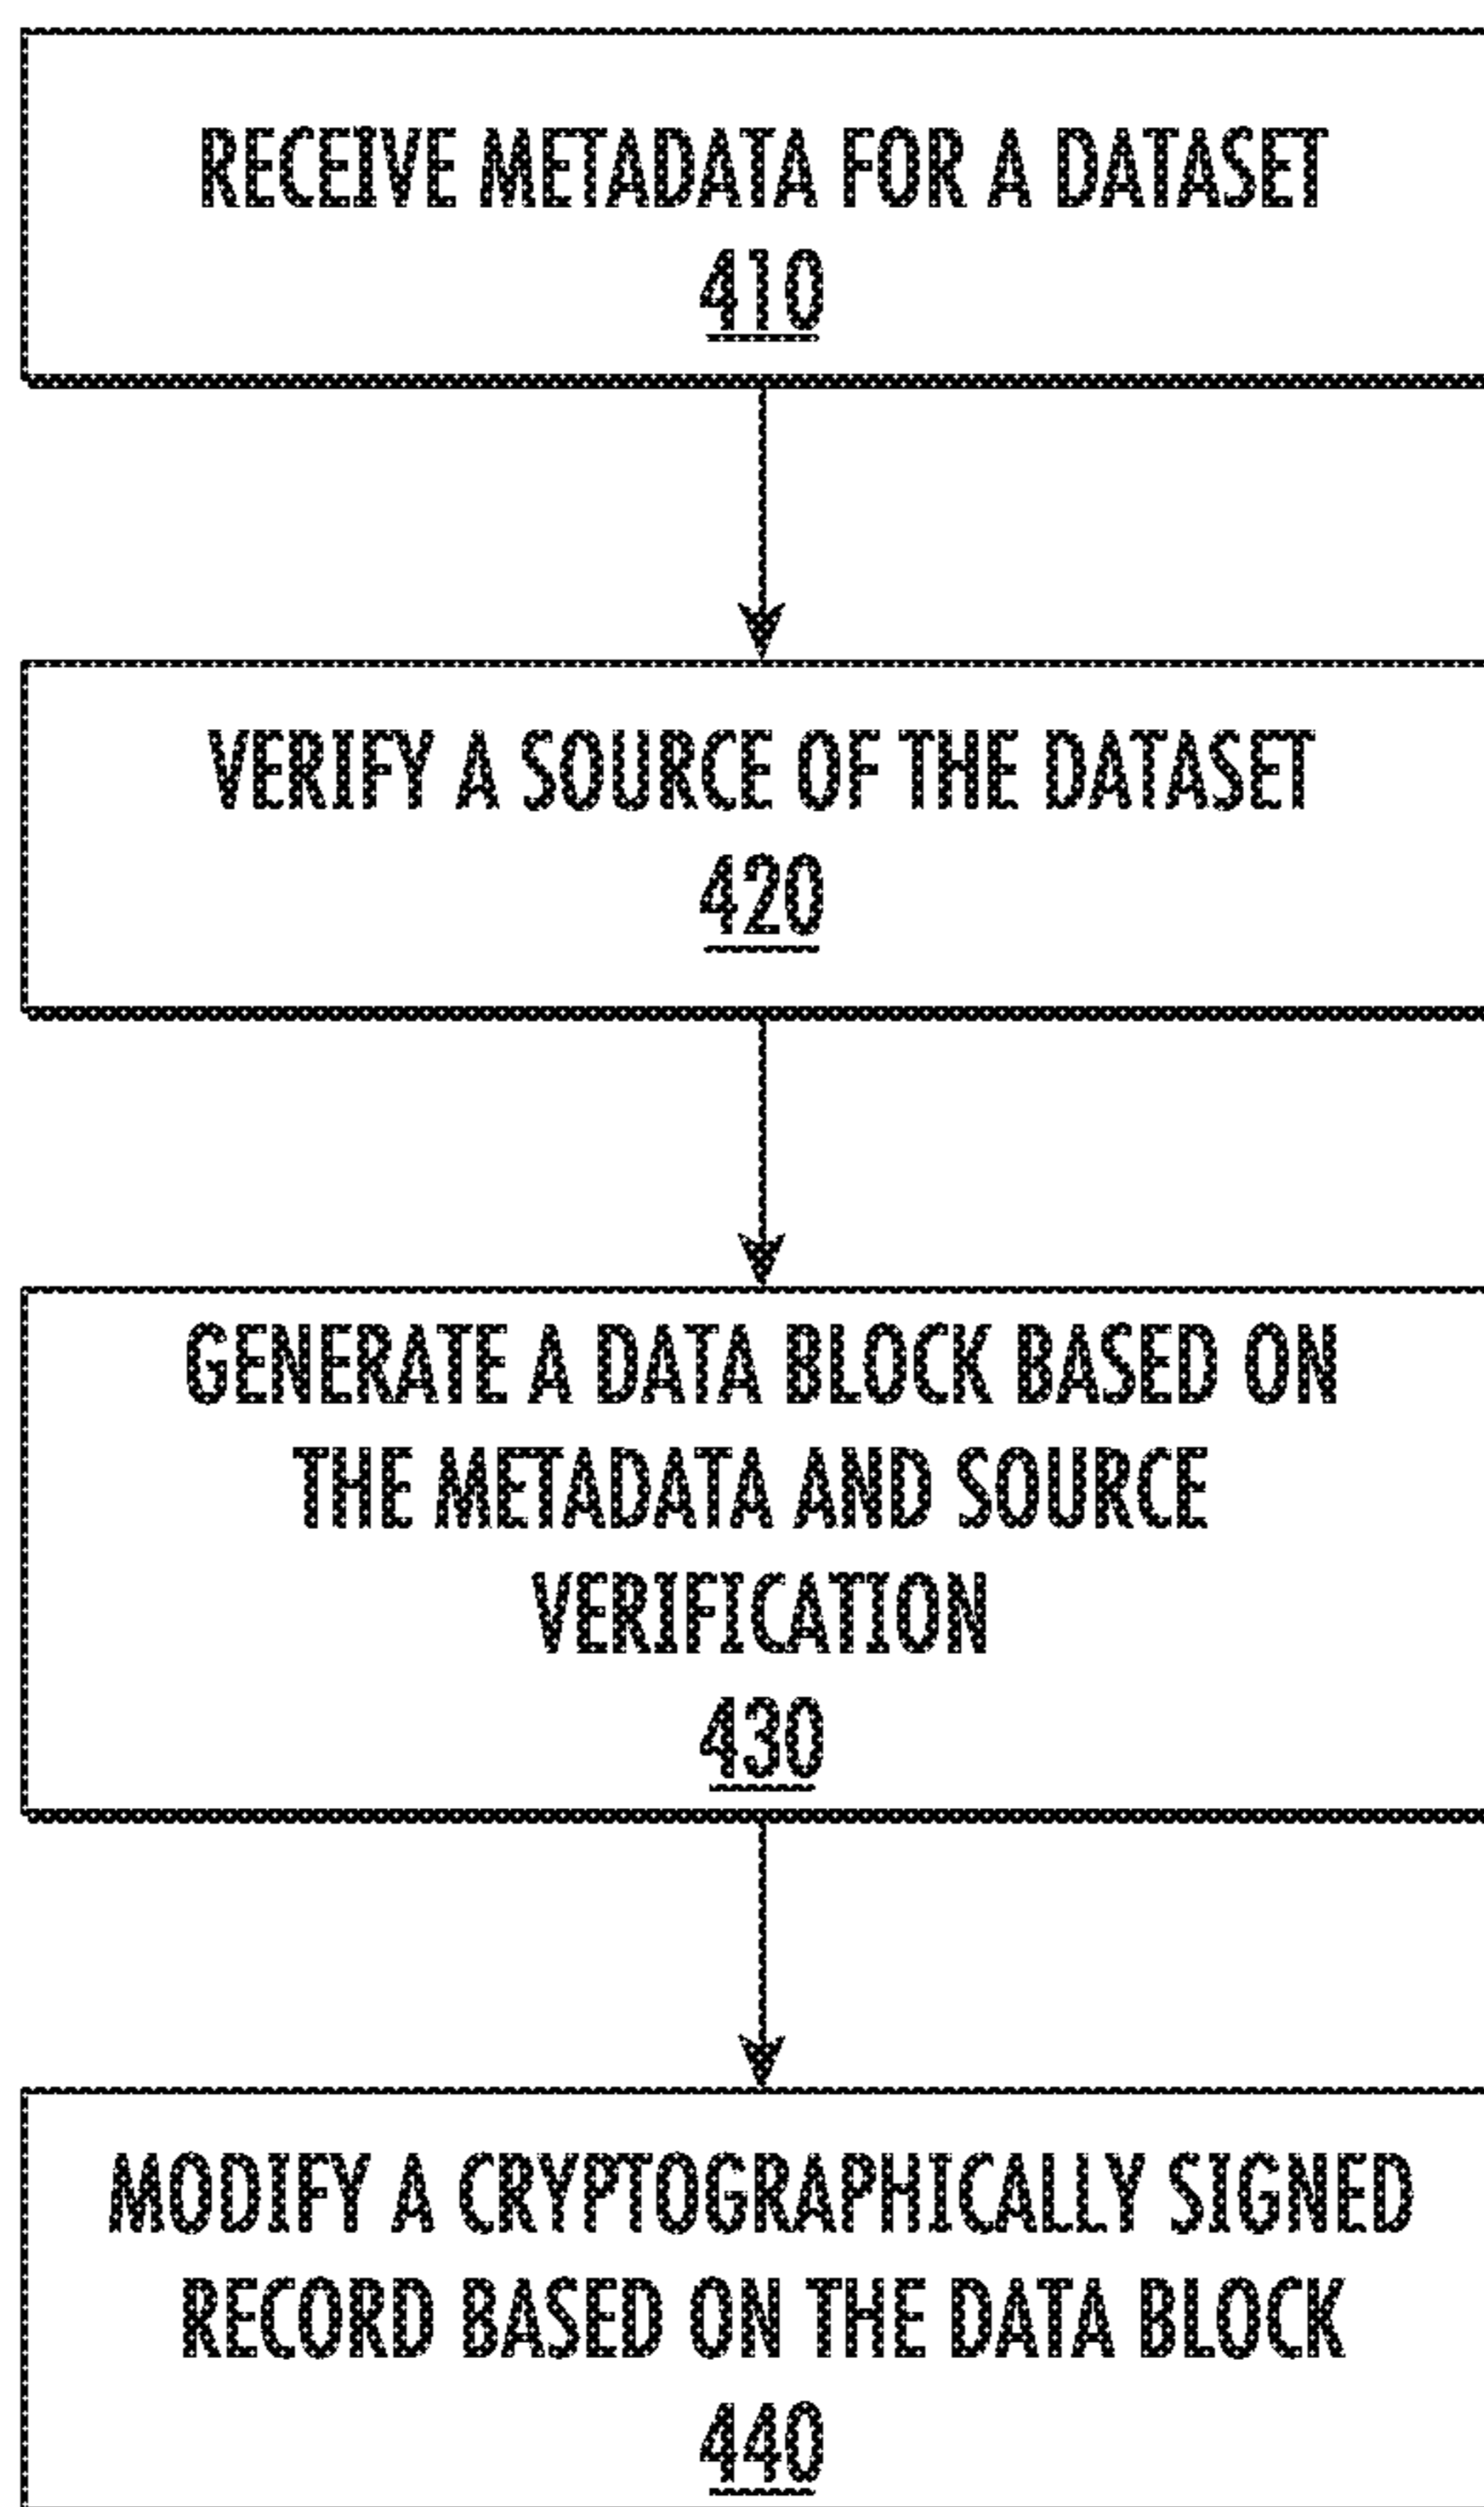 RECEIVE METADATA FOR A DATASET
410
VERIFY A SOURCE OF THE DATASET
420
GENERATE A DATA BLOCK BASED ON
THE METADATA AND SOURCE
VERIFICATION
430
MODIFY A CRYPTOGRAPHICALLY SIGNED
RECORD BASED ON THE DATA BLOCK
440